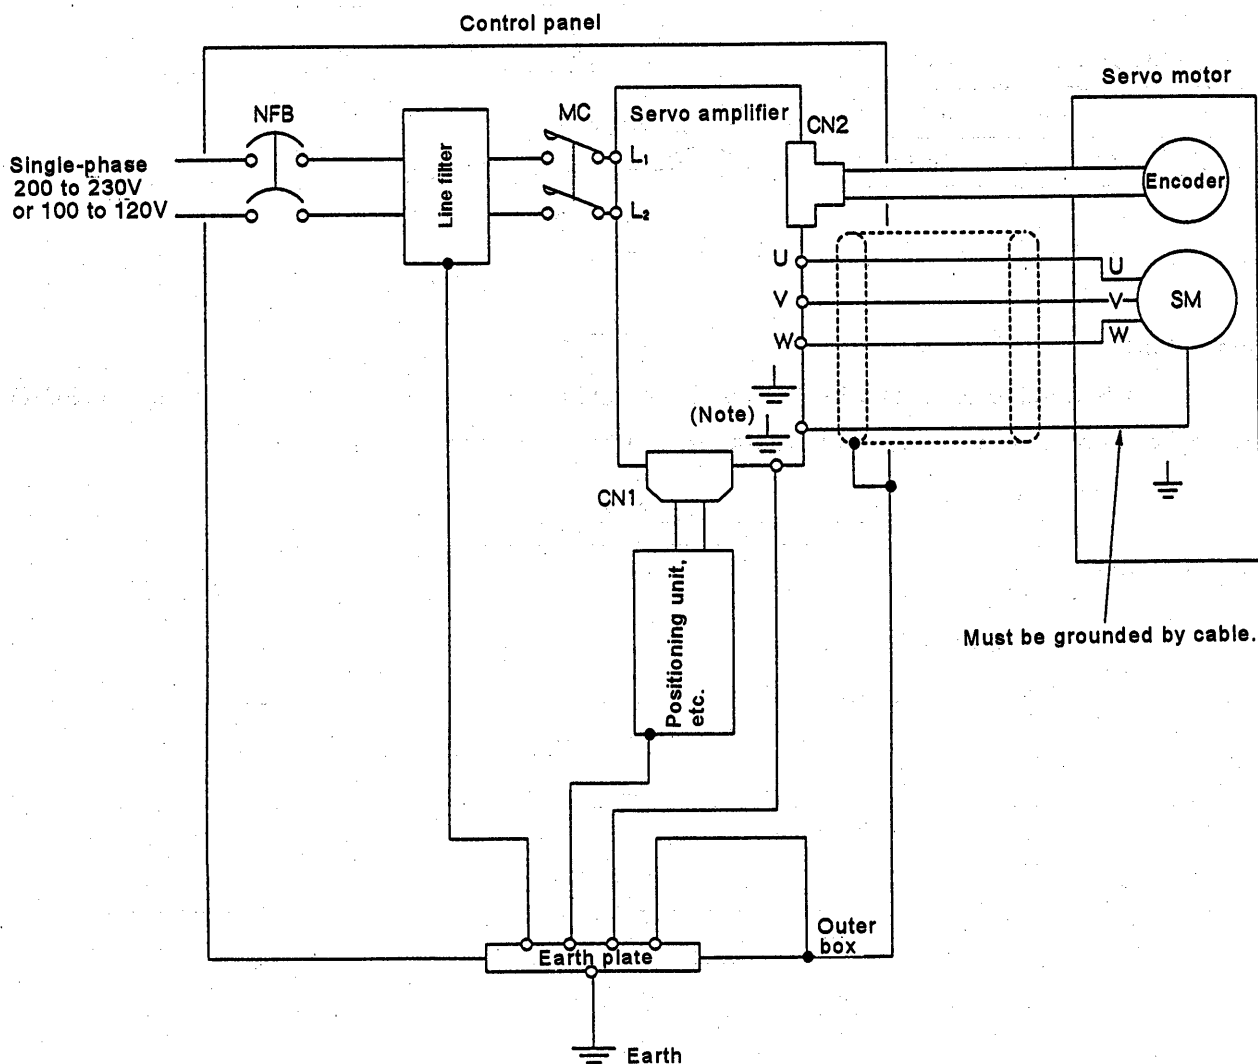 Control panel
Servo motor
NFB
MC
Servo amplifier
CN2
Single-phase
200 to 230V
or 100 to 120V
Line filter
L1
L2
Encoder
U
U
V
V
SM
W
W
(Note)
CN1
Positioning unit,
etc.
Must be grounded by cable.
Outer
box
Earth plate
Earth